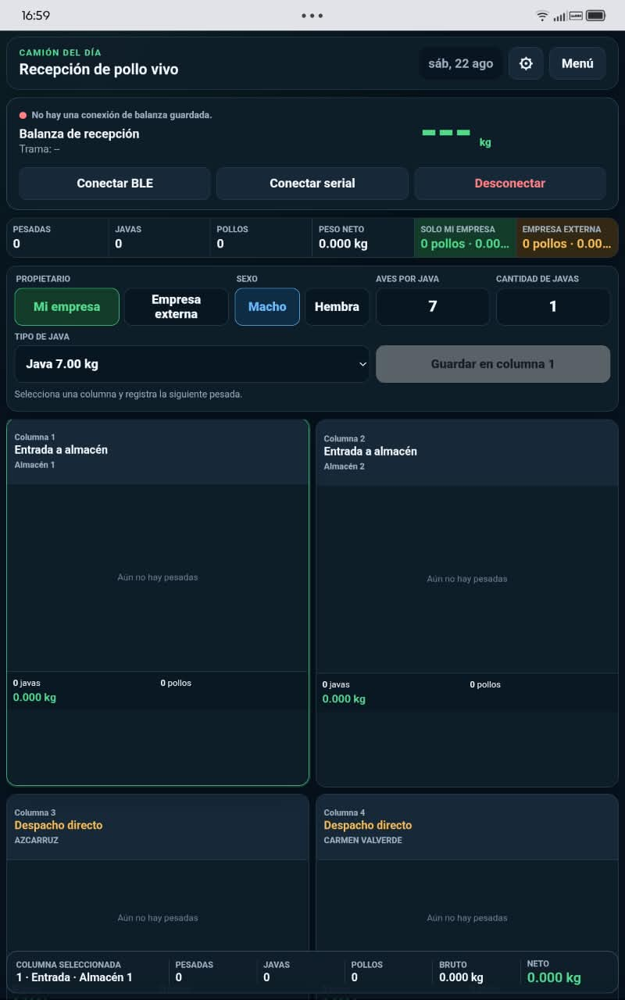 16:59
CAMIÓN DEL DÍA
Recepción de pollo vivo
sáb, 22 ago
Menú
No hay una conexión de balanza guardada.
Balanza de recepción
Trama: --
--- kg
Conectar BLE
Conectar serial
Desconectar
PESADAS
0
JAVAS
0
POLLOS
0
PESO NETO
0.000 kg
SOLO MI EMPRESA
0 pollos · 0.00...
EMPRESA EXTERNA
0 pollos · 0.00...
PROPIETARIO
Mi empresa
Empresa
externa
SEXO
Macho
Hembra
AVES POR JAVA
7
CANTIDAD DE JAVAS
1
TIPO DE JAVA
Java 7.00 kg
Guardar en columna 1
Selecciona una columna y registra la siguiente pesada.
Columna 1
Entrada a almacén
Almacén 1
Aún no hay pesadas
0 javas
0 pollos
0.000 kg
Columna 2
Entrada a almacén
Almacén 2
Aún no hay pesadas
0 javas
0 pollos
0.000 kg
Columna 3
Despacho directo
AZCARRUZ
Aún no hay pesadas
Columna 4
Despacho directo
CARMEN VALVERDE
Aún no hay pesadas
COLUMNA SELECCIONADA
1 · Entrada · Almacén 1
PESADAS
0
JAVAS
0
POLLOS
0
BRUTO
0.000 kg
NETO
0.000 kg